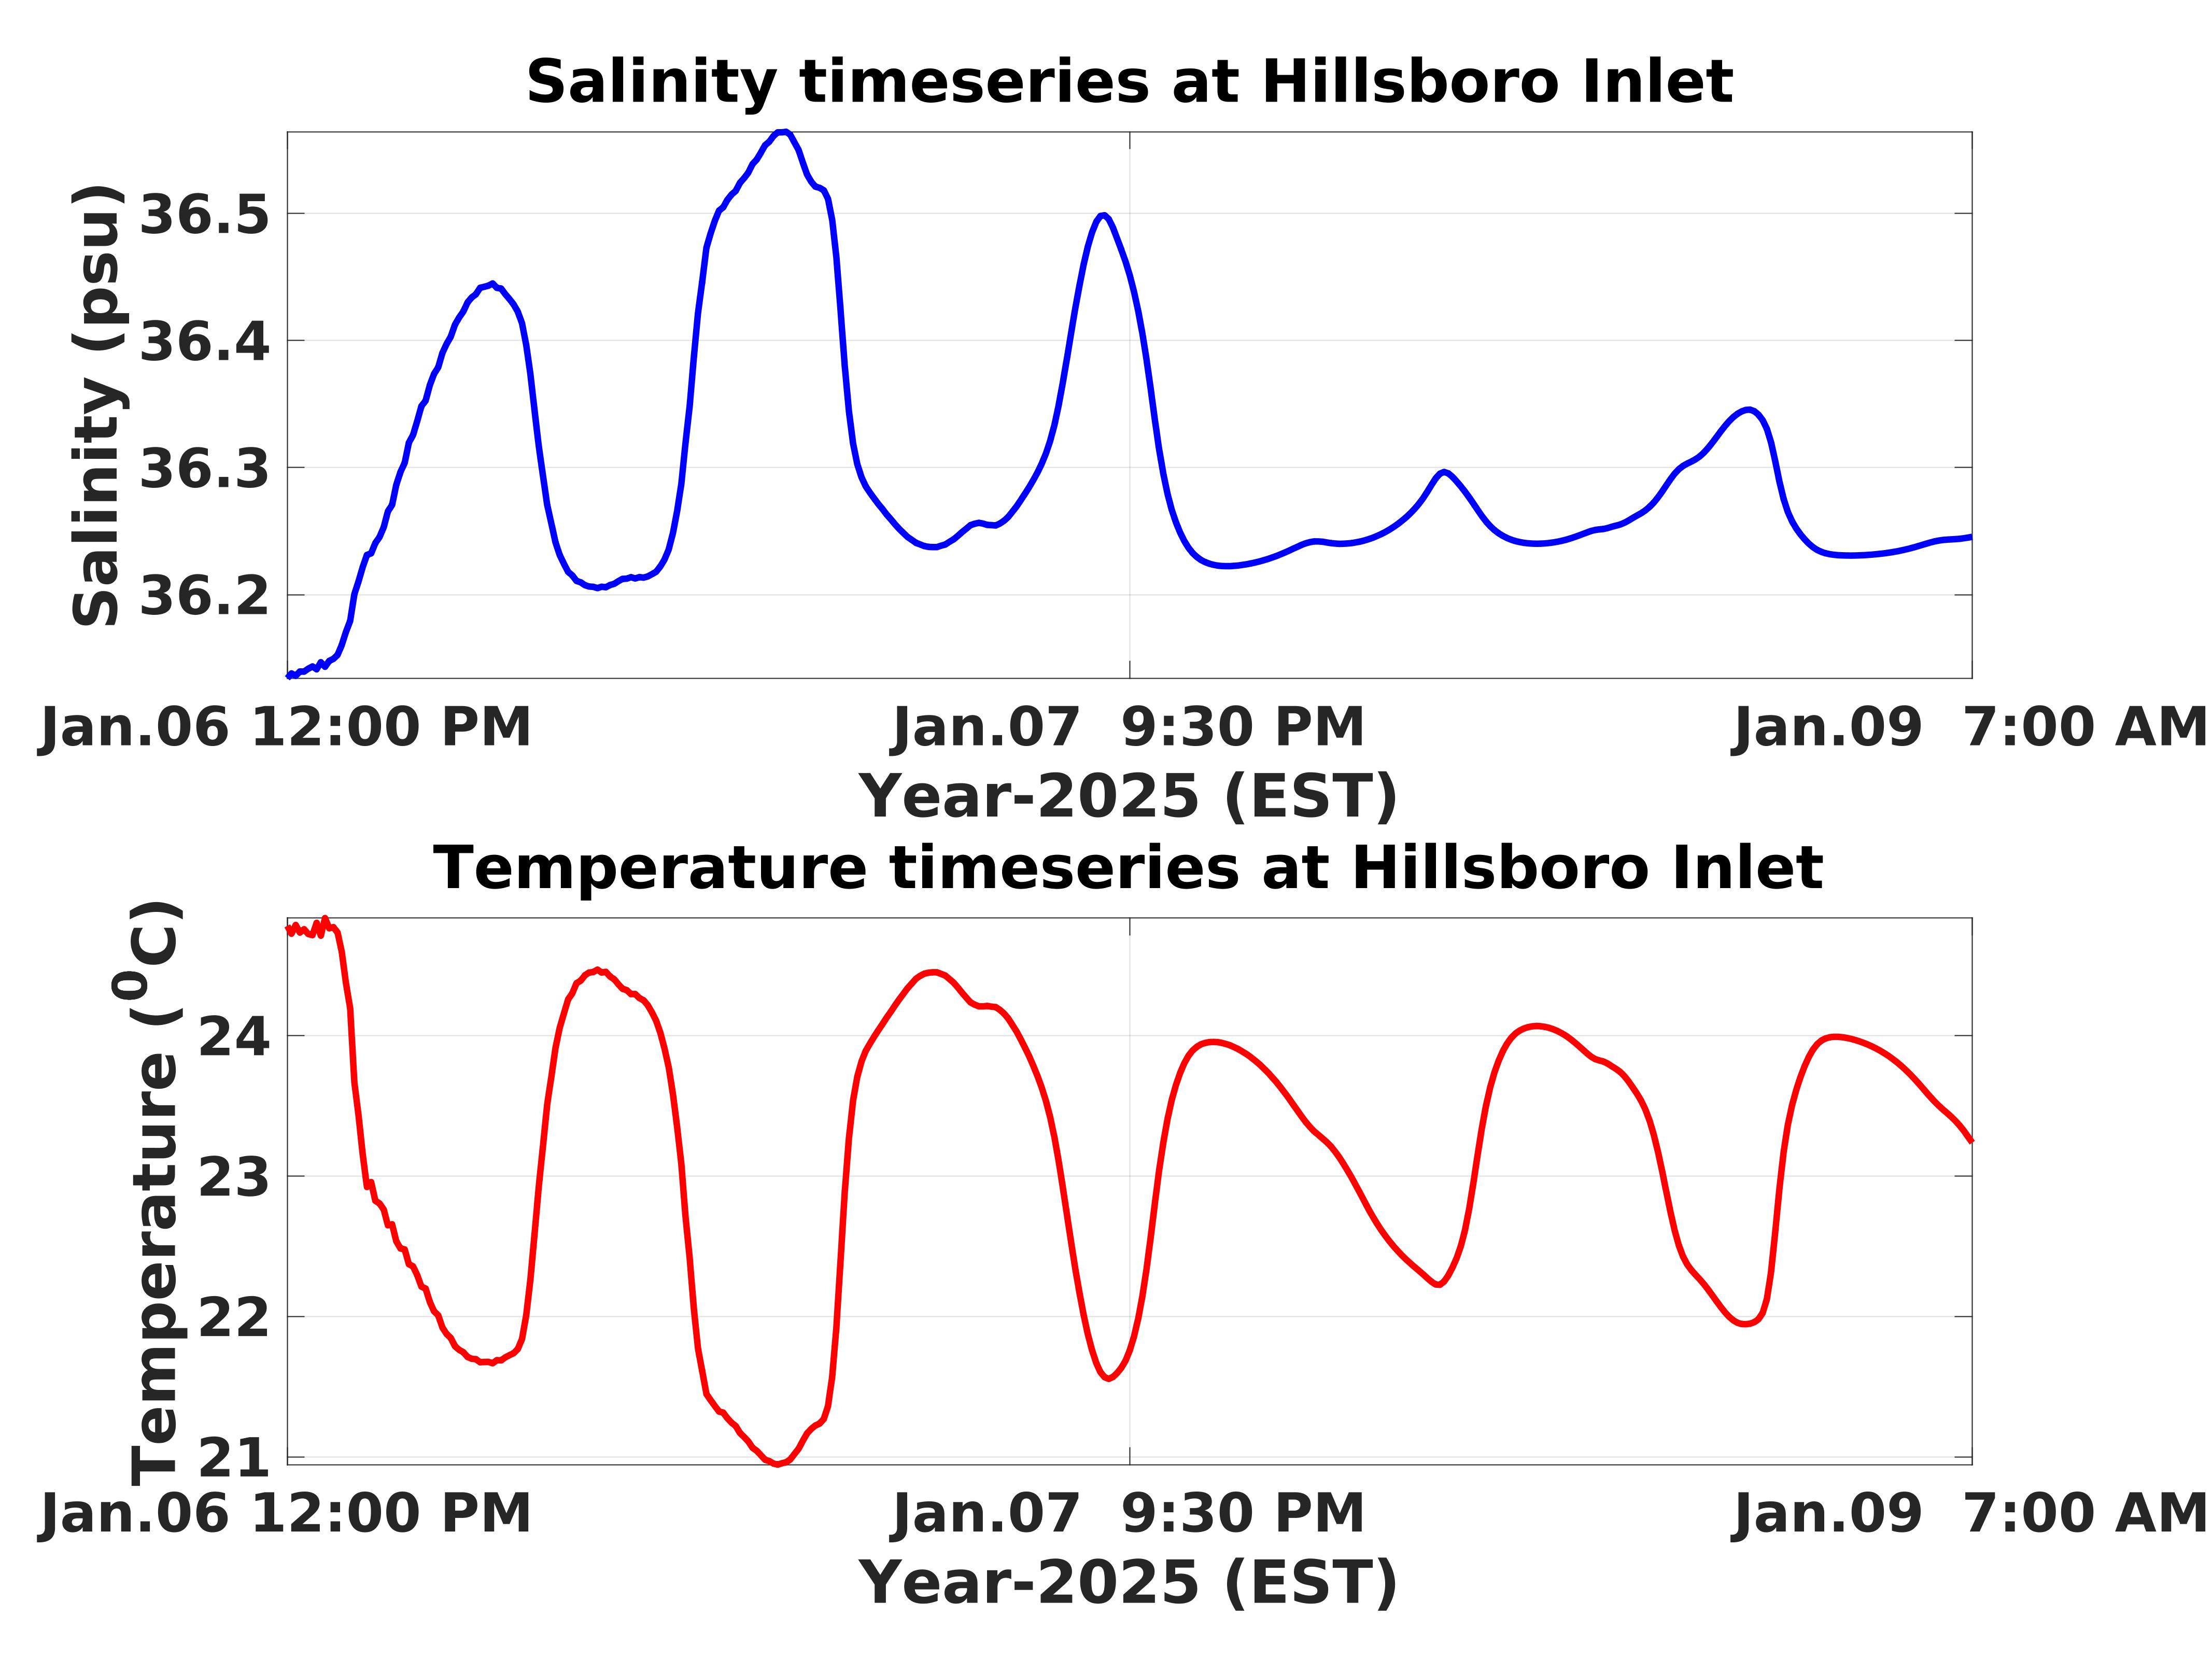 Salinity timeseries at Hillsboro Inlet
Salinity (psu)
36.5
36.4
36.3
36.2
Jan.06 12:00 PM
Jan.07  9:30 PM
Jan.09  7:00 AM
Year-2025 (EST)
Temperature timeseries at Hillsboro Inlet
Temperature (⁰C)
24
23
22
21
Jan.06 12:00 PM
Jan.07  9:30 PM
Jan.09  7:00 AM
Year-2025 (EST)